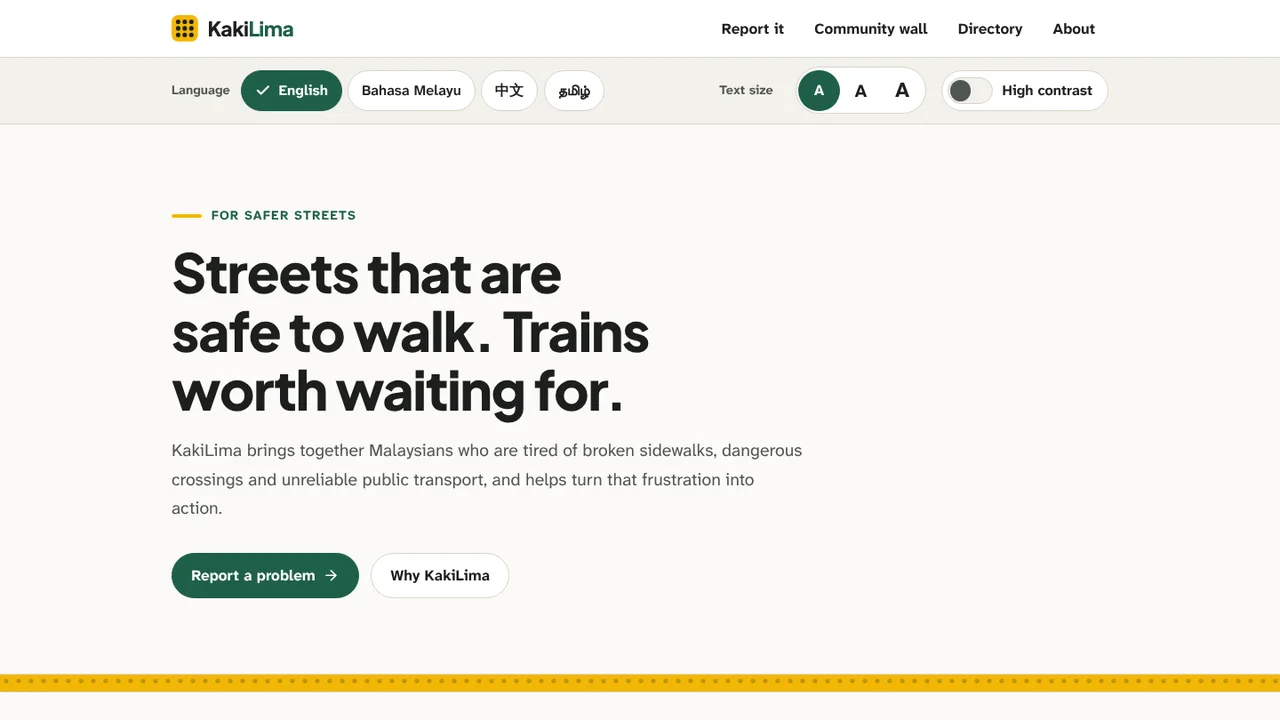 KakiLima
Report it
Community wall
Directory
About
Language
English
Bahasa Melayu
中文
தமிழ்
Text size
A
A
A
High contrast
FOR SAFER STREETS
Streets that are
safe to walk. Trains
worth waiting for.
KakiLima brings together Malaysians who are tired of broken sidewalks, dangerous
crossings and unreliable public transport, and helps turn that frustration into
action.
Report a problem →
Why KakiLima